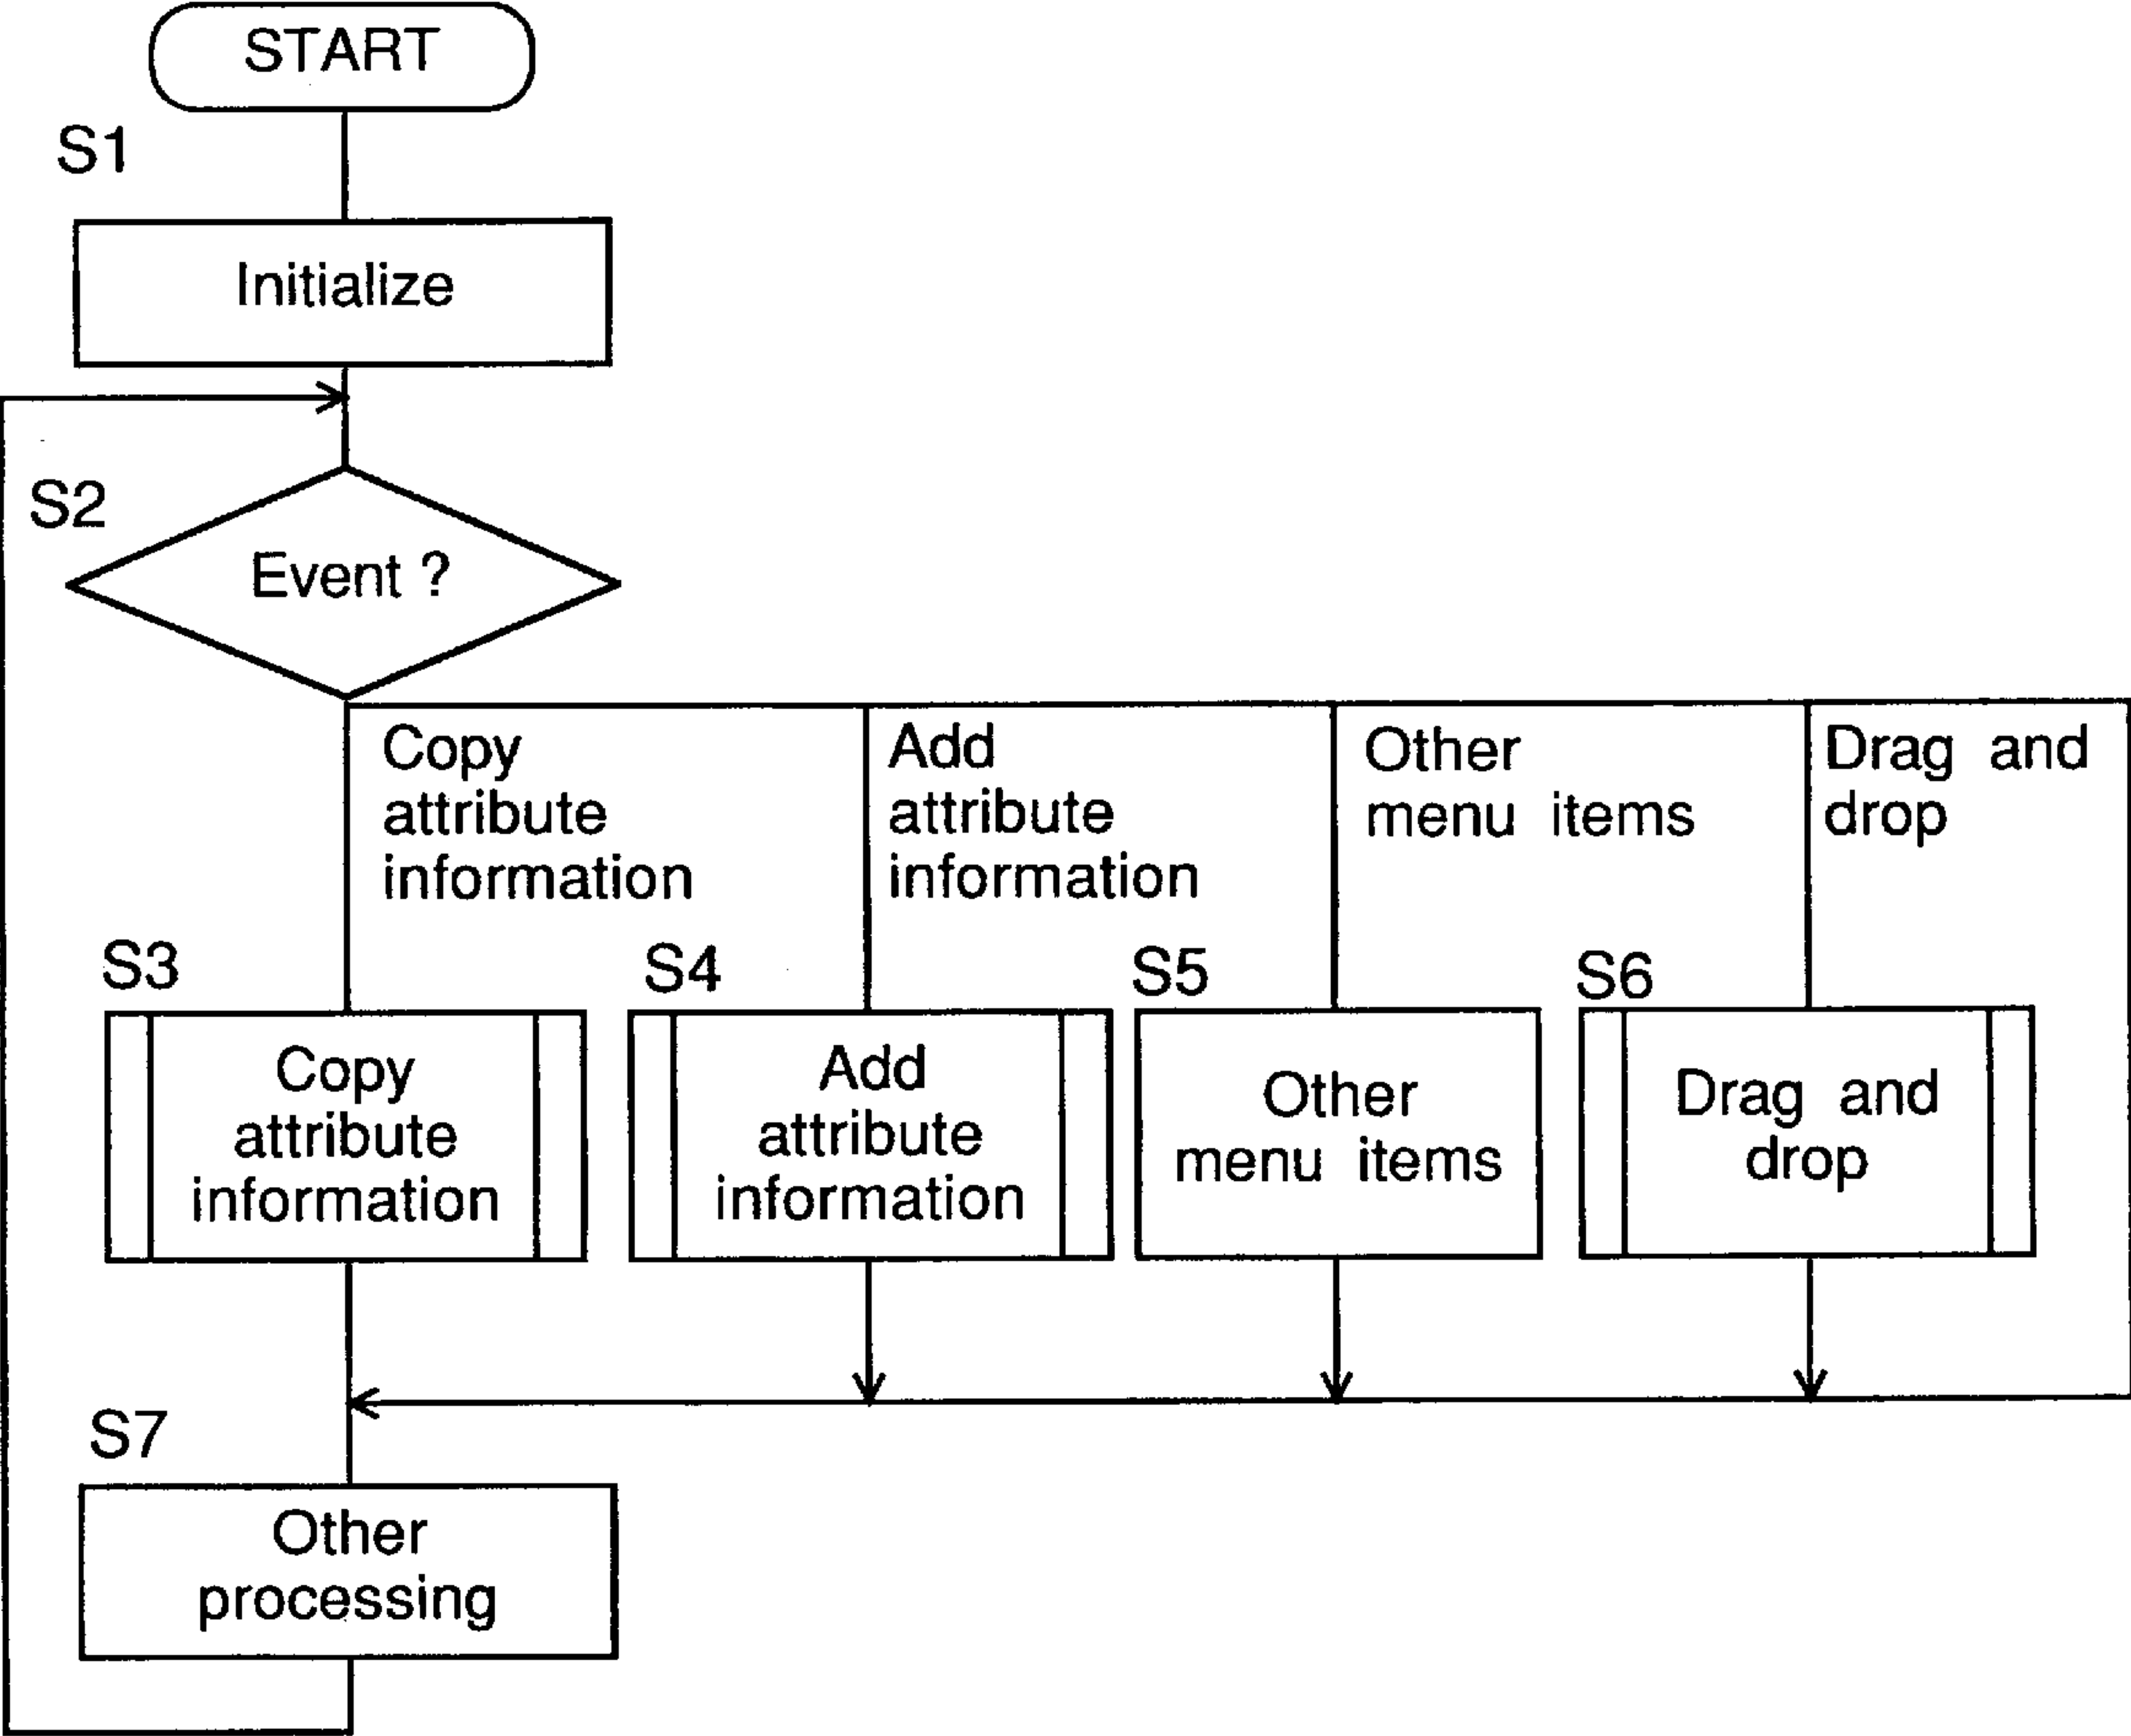 START
S1
Initialize
S2
Event ?
Copy
attribute
information
Add
attribute
information
Other
menu items
Drag and
drop
S3
Copy
attribute
information
S4
Add
attribute
information
S5
Other
menu items
S6
Drag and
drop
S7
Other
processing